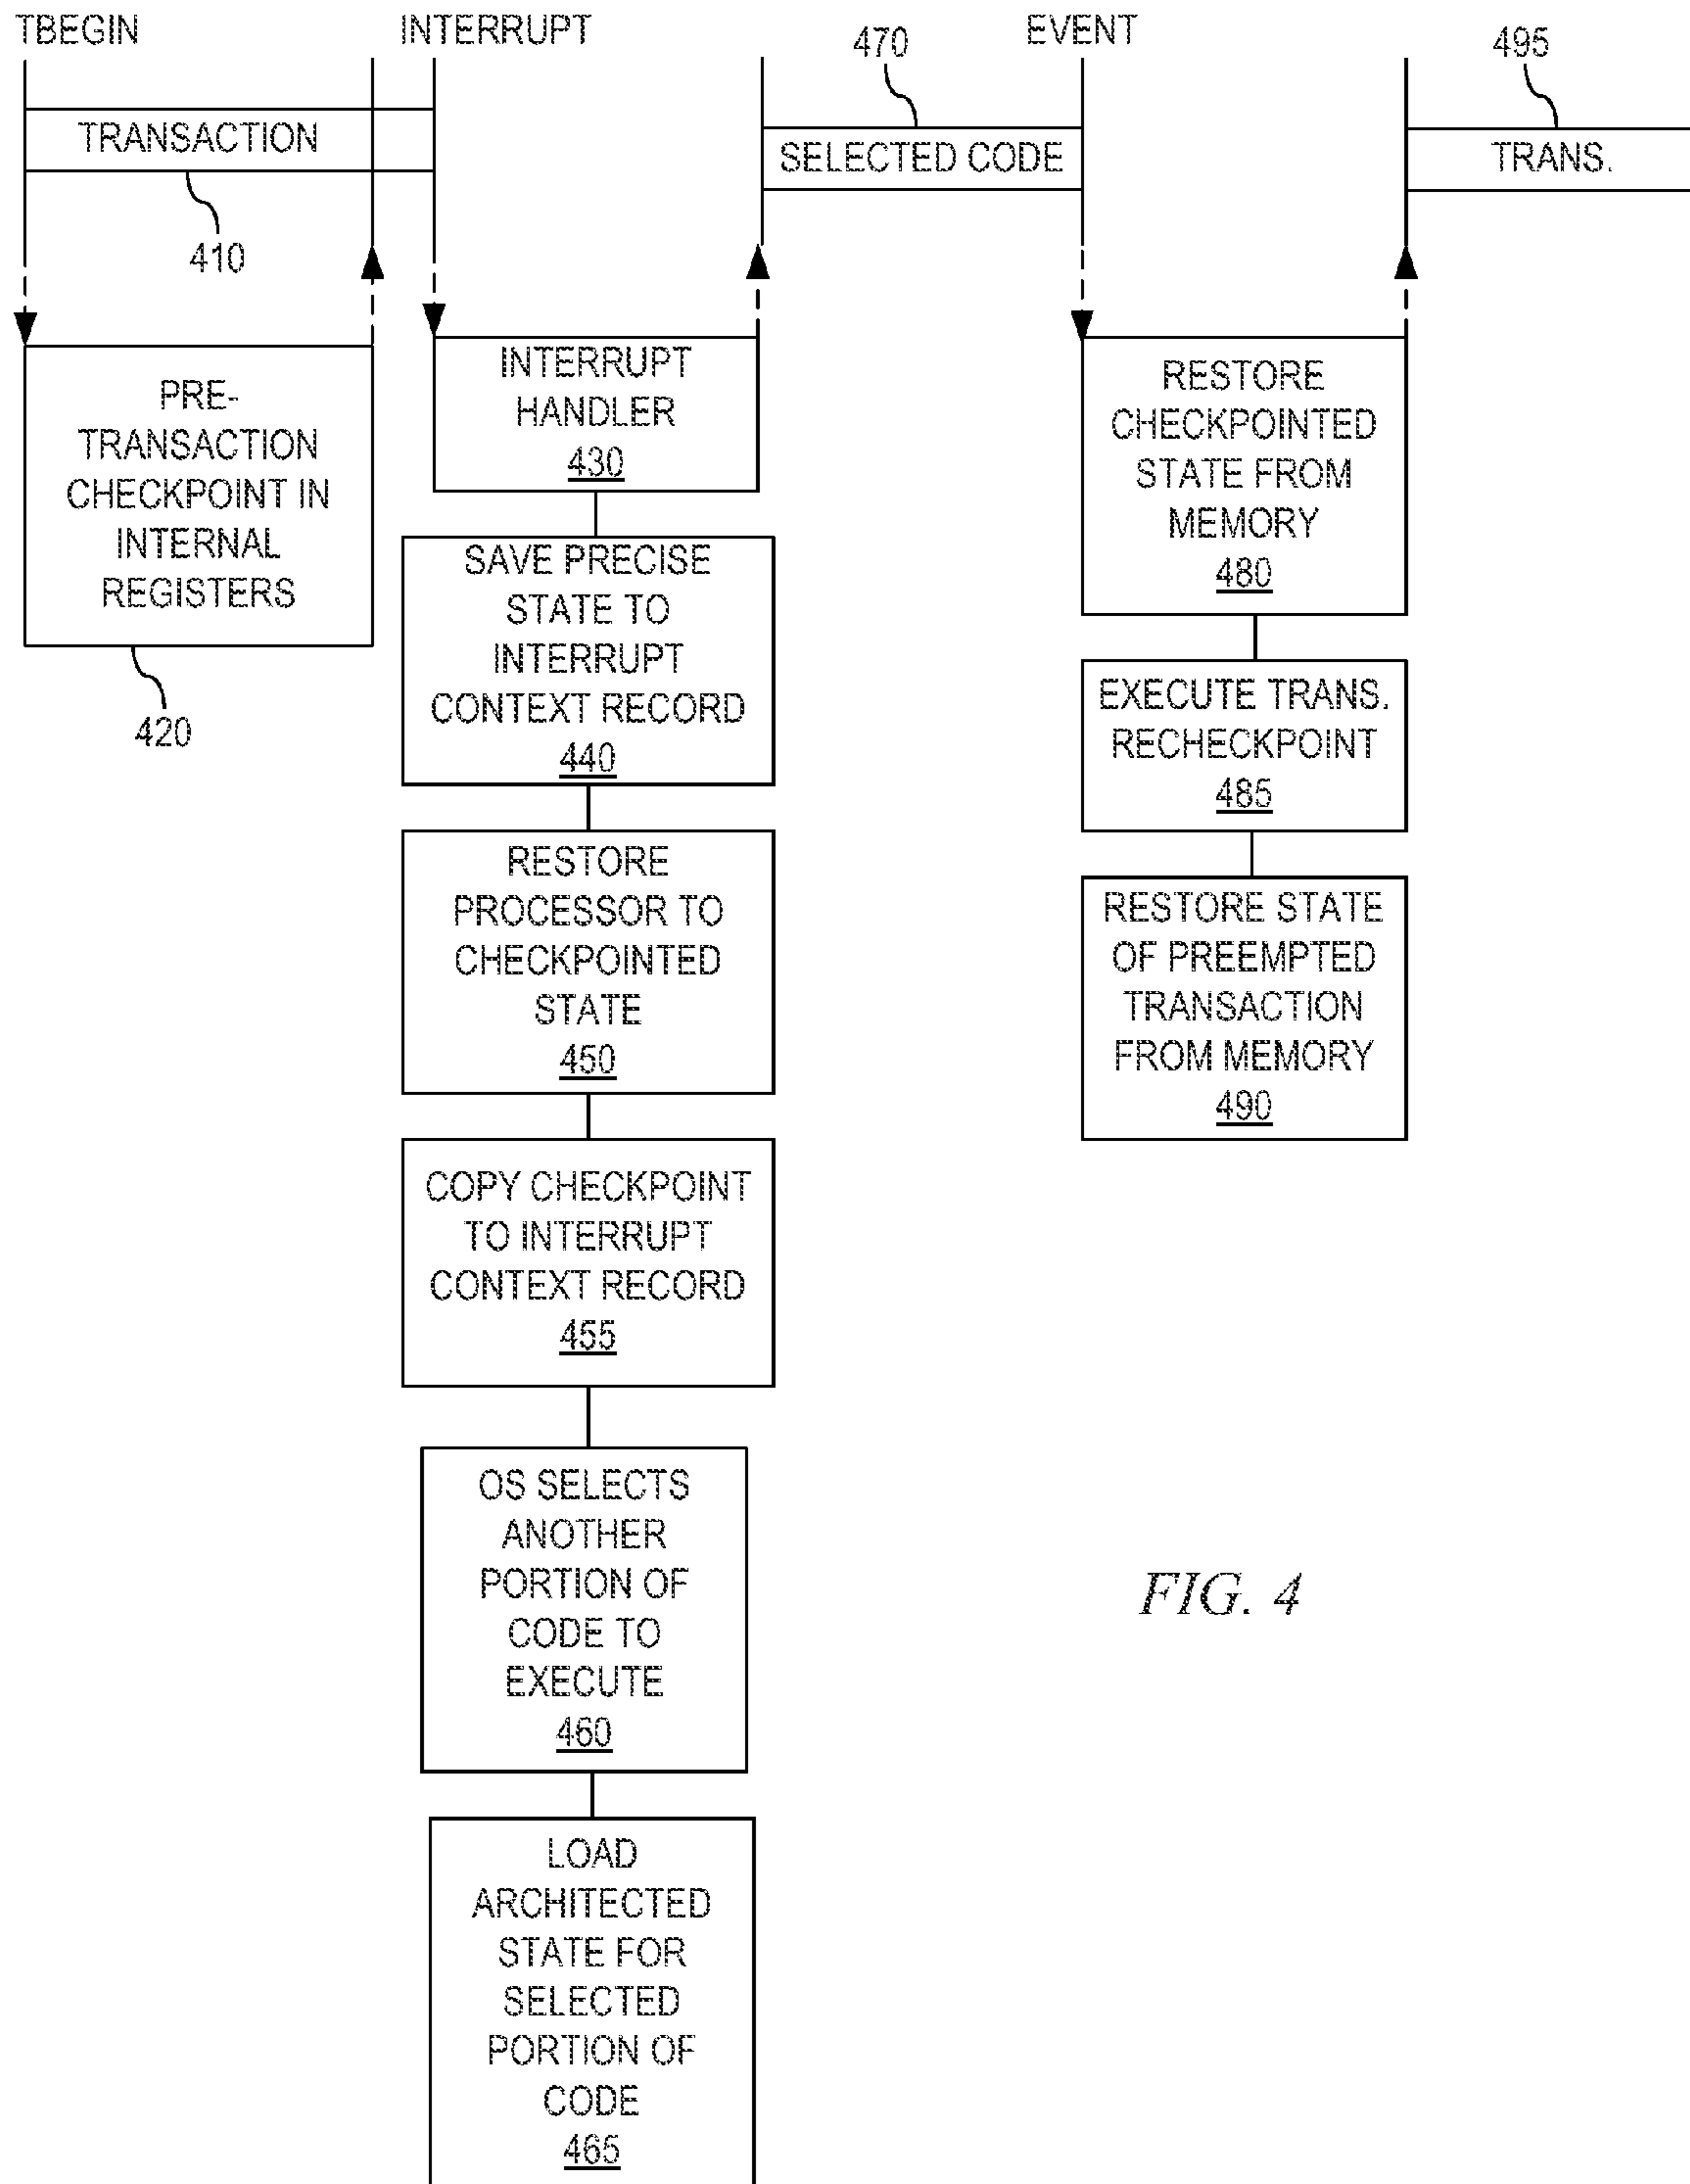 TBEGIN
INTERRUPT
EVENT
470
495
TRANSACTION
410
SELECTED CODE
TRANS.
PRE-
TRANSACTION
CHECKPOINT IN
INTERNAL
REGISTERS
420
INTERRUPT
HANDLER
430
SAVE PRECISE
STATE TO
INTERRUPT
CONTEXT RECORD
440
RESTORE
PROCESSOR TO
CHECKPOINTED
STATE
450
COPY CHECKPOINT
TO INTERRUPT
CONTEXT RECORD
455
OS SELECTS
ANOTHER
PORTION OF
CODE TO
EXECUTE
460
LOAD
ARCHITECTED
STATE FOR
SELECTED
PORTION OF
CODE
465
RESTORE
CHECKPOINTED
STATE FROM
MEMORY
480
EXECUTE TRANS.
RECHECKPOINT
485
RESTORE STATE
OF PREEMPTED
TRANSACTION
FROM MEMORY
490
FIG. 4